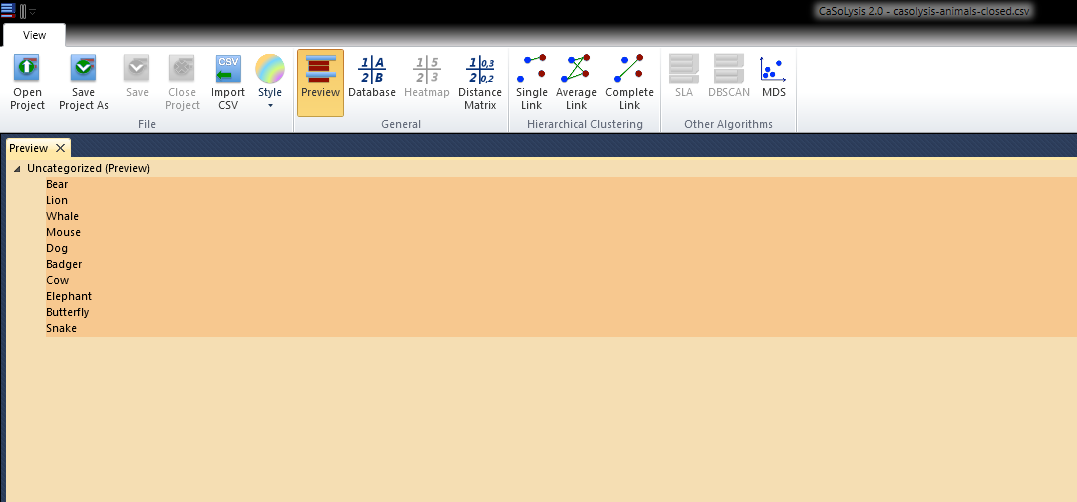 CaSoLysis 2.0 - casolysis-animals-closed.csv
View
Open Project
Save Project As
Save
Close Project
CSV
Import CSV
Style
Preview
1 A
2 B
Database
1 5
2 3
Heatmap
1 0,3
2 0,2
Distance Matrix
Single Link
Average Link
Complete Link
SLA
DBSCAN
MDS
File
General
Hierarchical Clustering
Other Algorithms
Preview
Uncategorized (Preview)
Bear
Lion
Whale
Mouse
Dog
Badger
Cow
Elephant
Butterfly
Snake